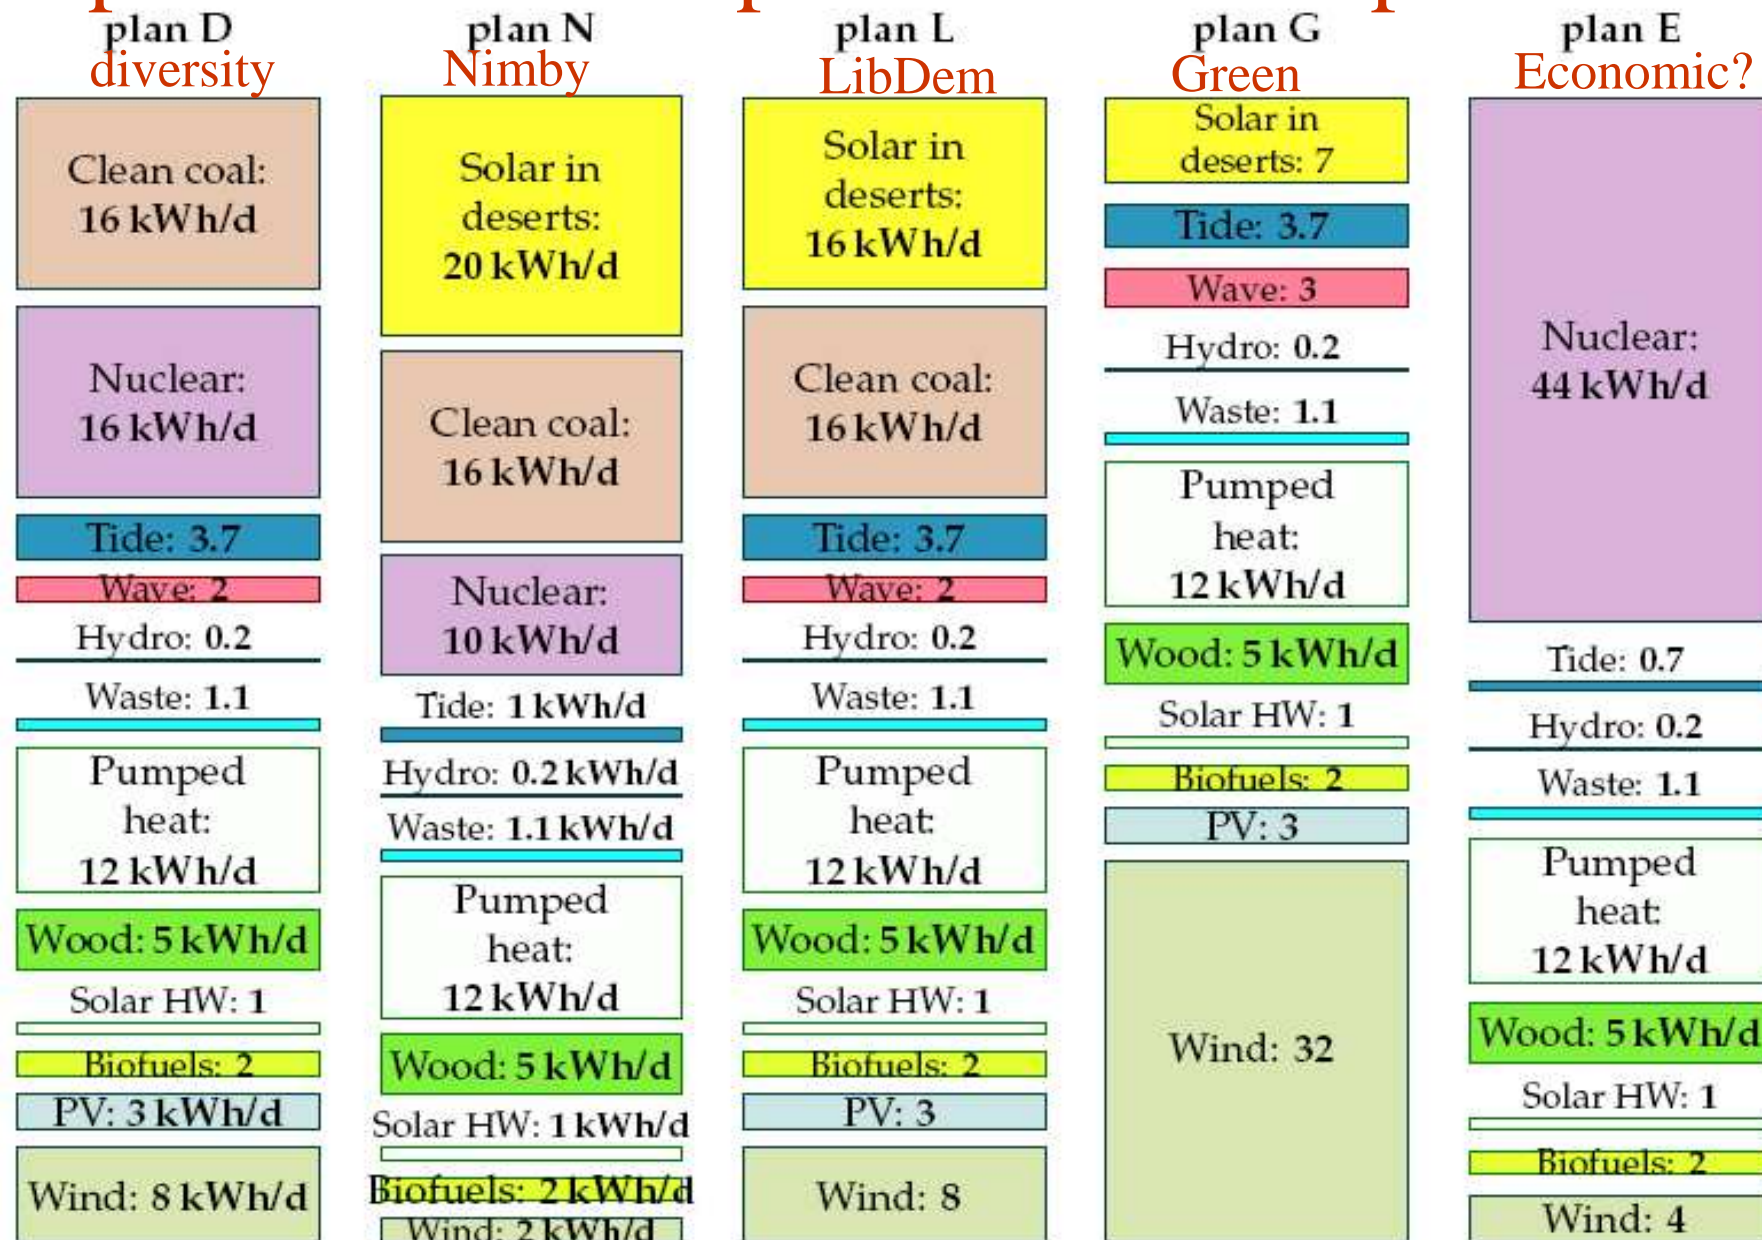 plan D
diversity
Clean coal:
16 kWh/d
Nuclear:
16 kWh/d
Tide: 3.7
Wave: 2
Hydro: 0.2
Waste: 1.1
Pumped
heat:
12 kWh/d
Wood: 5 kWh/d
Solar HW: 1
Biofuels: 2
PV: 3 kWh/d
Wind: 8 kWh/d
plan N
Nimby
Solar in
deserts:
20 kWh/d
Clean coal:
16 kWh/d
Nuclear:
10 kWh/d
Tide: 1 kWh/d
Hydro: 0.2 kWh/d
Waste: 1.1 kWh/d
Pumped
heat:
12 kWh/d
Wood: 5 kWh/d
Solar HW: 1 kWh/d
Biofuels: 2 kWh/d
Wind: 2 kWh/d
plan L
LibDem
Solar in
deserts:
16 kWh/d
Clean coal:
16 kWh/d
Tide: 3.7
Wave: 2
Hydro: 0.2
Waste: 1.1
Pumped
heat:
12 kWh/d
Wood: 5 kWh/d
Solar HW: 1
Biofuels: 2
PV: 3
Wind: 8
plan G
Green
Solar in
deserts: 7
Tide: 3.7
Wave: 3
Hydro: 0.2
Waste: 1.1
Pumped
heat:
12 kWh/d
Wood: 5 kWh/d
Solar HW: 1
Biofuels: 2
PV: 3
Wind: 32
plan E
Economic?
Nuclear:
44 kWh/d
Tide: 0.7
Hydro: 0.2
Waste: 1.1
Pumped
heat:
12 kWh/d
Wood: 5 kWh/d
Solar HW: 1
Biofuels: 2
Wind: 4